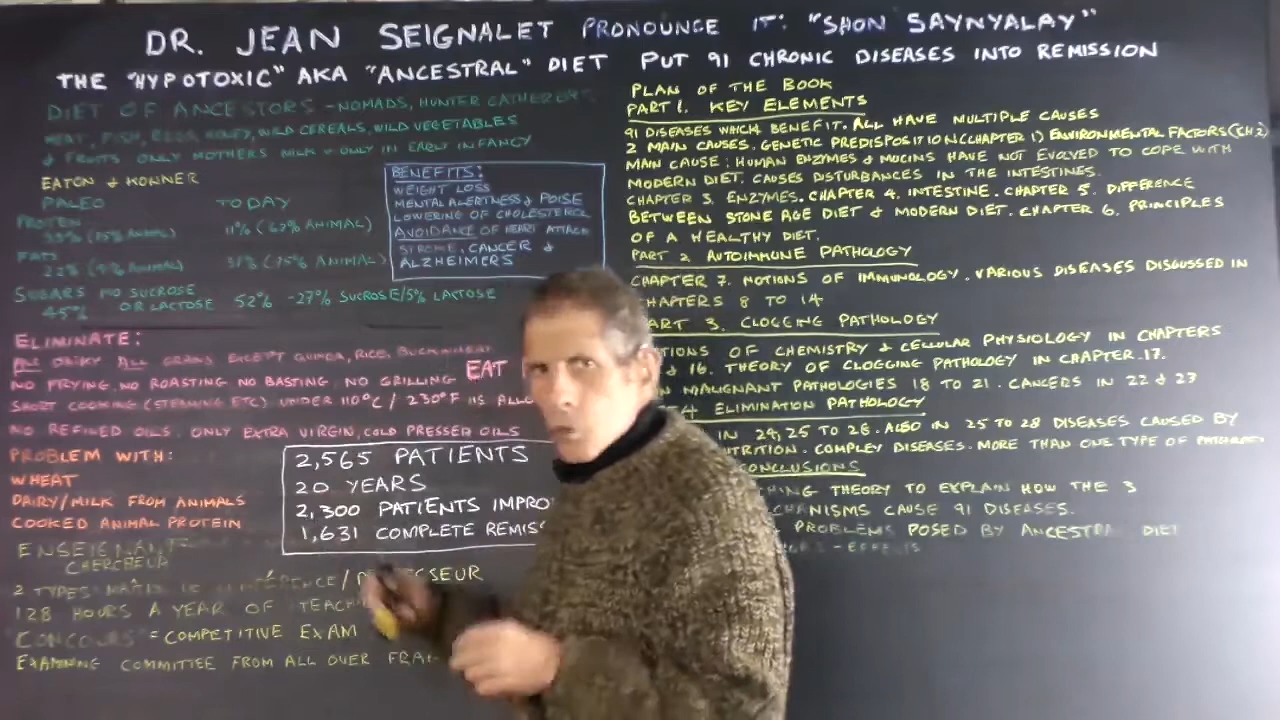 DR. JEAN SEIGNALET PRONOUNCE IT: "SHON SAYNYALAY"
THE "HYPOTOXIC" AKA "ANCESTRAL" DIET PUT 91 CHRONIC DISEASES INTO REMISSION
DIET OF ANCESTORS - NOMADS, HUNTER GATHERERS
MEAT, FISH, EGGS, HONEY, WILD CEREALS, WILD VEGETABLES
& FRUITS ONLY MOTHERS MILK - ONLY IN EARLY INFANCY
EATON & KONNER
PALEO TODAY
PROTEIN
11%
FATS
22%
SUGARS NO SUCROSE
45% OR LACTOSE 52% -27% SUCROSE/5% LACTOSE
BENEFITS:
WEIGHT LOSS
MENTAL ALERTNESS & POISE
LOWERING OF CHOLESTEROL
AVOIDANCE OF HEART ATTACK
STROKE, CANCER &
ALZHEIMERS
ELIMINATE:
ALL DAIRY ALL GRAINS EXCEPT QUINOA, RICE, BUCKWHEAT
NO FRYING. NO ROASTING NO BASTING. NO GRILLING EAT
SHORT COOKING (STEAMING ETC) UNDER 110°C / 230°F IS
NO REFINED OILS. ONLY EXTRA VIRGIN, COLD PRESSED OILS
PROBLEM WITH:
WHEAT
DAIRY/MILK FROM ANIMALS
COOKED ANIMAL PROTEIN
2,565 PATIENTS
20 YEARS
2,300 PATIENTS IMPRO
1,631 COMPLETE REMIS
ENSEIGNANT
CHERCHEUR
2 TYPES
128 HOURS A YEAR OF TEACH
"CONCOURS" = COMPETITIVE EXAM
EXAMINING COMMITTEE FROM ALL OVER FRA
PLAN OF THE BOOK
PART 1. KEY ELEMENTS
91 DISEASES WHICH BENEFIT. ALL HAVE MULTIPLE CAUSES
2 MAIN CAUSES. GENETIC PREDISPOSITION (CHAPTER 1) ENVIRONMENTAL FACTORS (CH.2)
MAIN CAUSE: HUMAN ENZYMES & MUCINS HAVE NOT EVOLVED TO COPE WITH
MODERN DIET. CAUSES DISTURBANCES IN THE INTESTINES.
CHAPTER 3. ENZYMES. CHAPTER 4. INTESTINE. CHAPTER 5. DIFFERENCE
BETWEEN STONE AGE DIET & MODERN DIET. CHAPTER 6. PRINCIPLES
OF A HEALTHY DIET.
PART 2. AUTOIMMUNE PATHOLOGY
CHAPTER 7. NOTIONS OF IMMUNOLOGY. VARIOUS DISEASES DISCUSSED IN
CHAPTERS 8 TO 14
ART 3. CLOGGING PATHOLOGY
TIONS OF CHEMISTRY & CELLULAR PHYSIOLOGY IN CHAPTERS
& 16. THEORY OF CLOGGING PATHOLOGY IN CHAPTER 17.
N MALIGNANT PATHOLOGIES 18 TO 21. CANCERS IN 22 & 23
4 ELIMINATION PATHOLOGY
IN 24, 25 TO 26. ALSO IN 25 TO 28 DISEASES CAUSED BY
TRITION. COMPLEX DISEASES. MORE THAN ONE TYPE OF PATHOLOGY
CONCLUSIONS
HING THEORY TO EXPLAIN HOW THE 3
CHANISMS CAUSE 91 DISEASES.
PROBLEMS POSED BY ANCESTRAL DIET
- EFFECTS